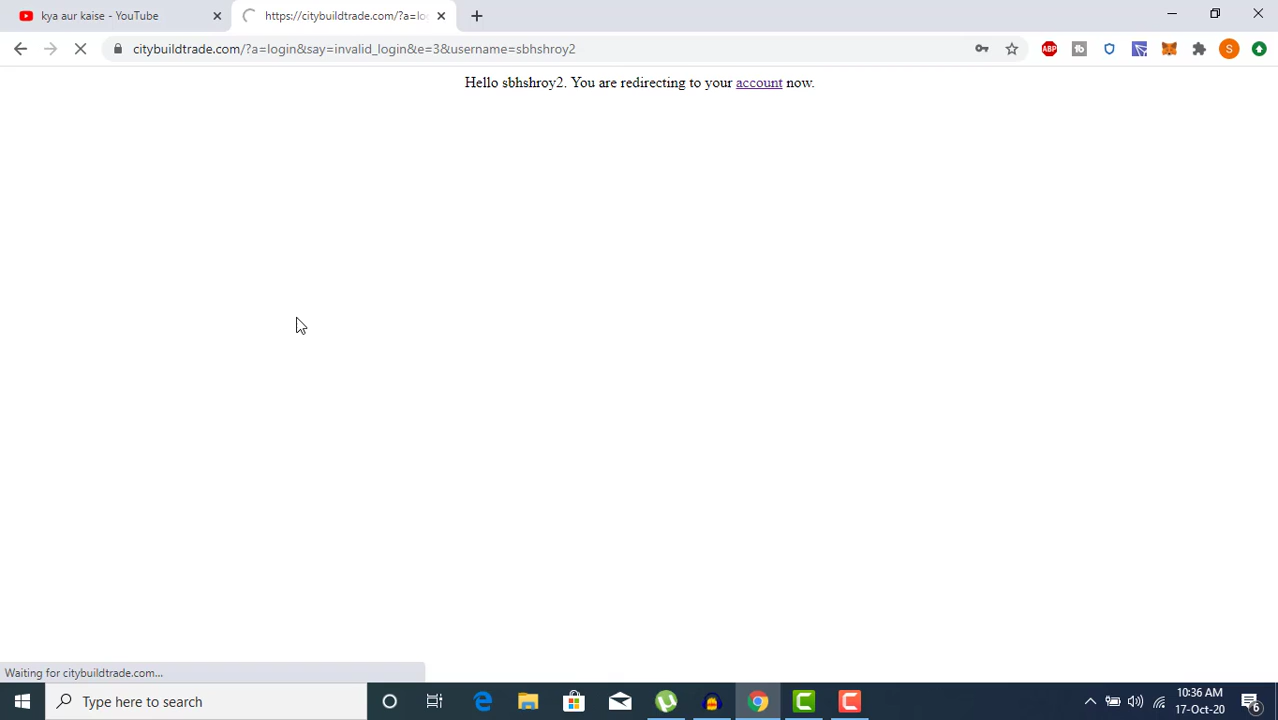 kya aur kaise - YouTube
https://citybuildtrade.com/?a=lo
citybuildtrade.com/?a=login&say=invalid_login&e=3&username=sbhshroy2
ABP
S
Hello sbhshroy2. You are redirecting to your account now.
Waiting for citybuildtrade.com...
Type here to search
10:36 AM
17-Oct-20
6